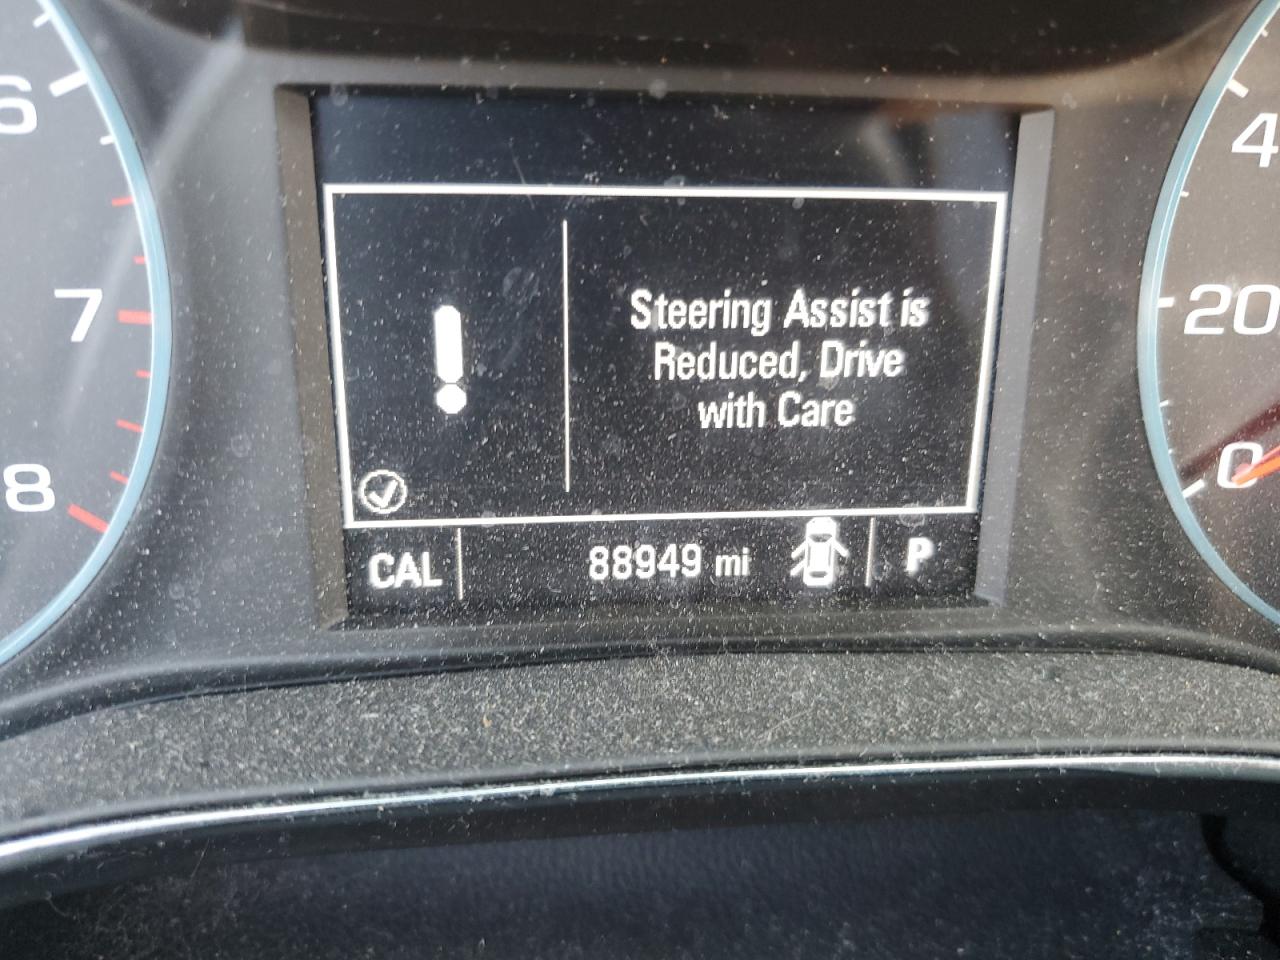 6
7
8
Steering Assist is
Reduced, Drive
with Care
CAL
88949 mi
P
4
20
0